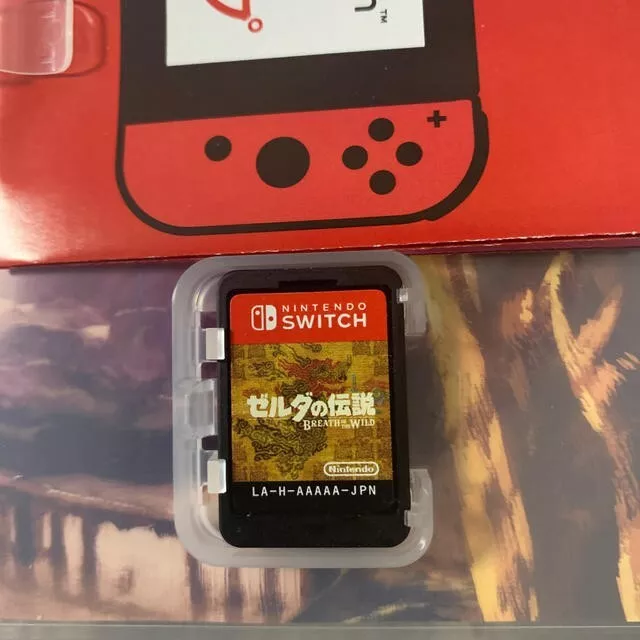 NINTENDO
SWITCH
ゼルダの伝説
BREATH OF THE WILD
Nintendo
LA-H-AAAAA-JPN